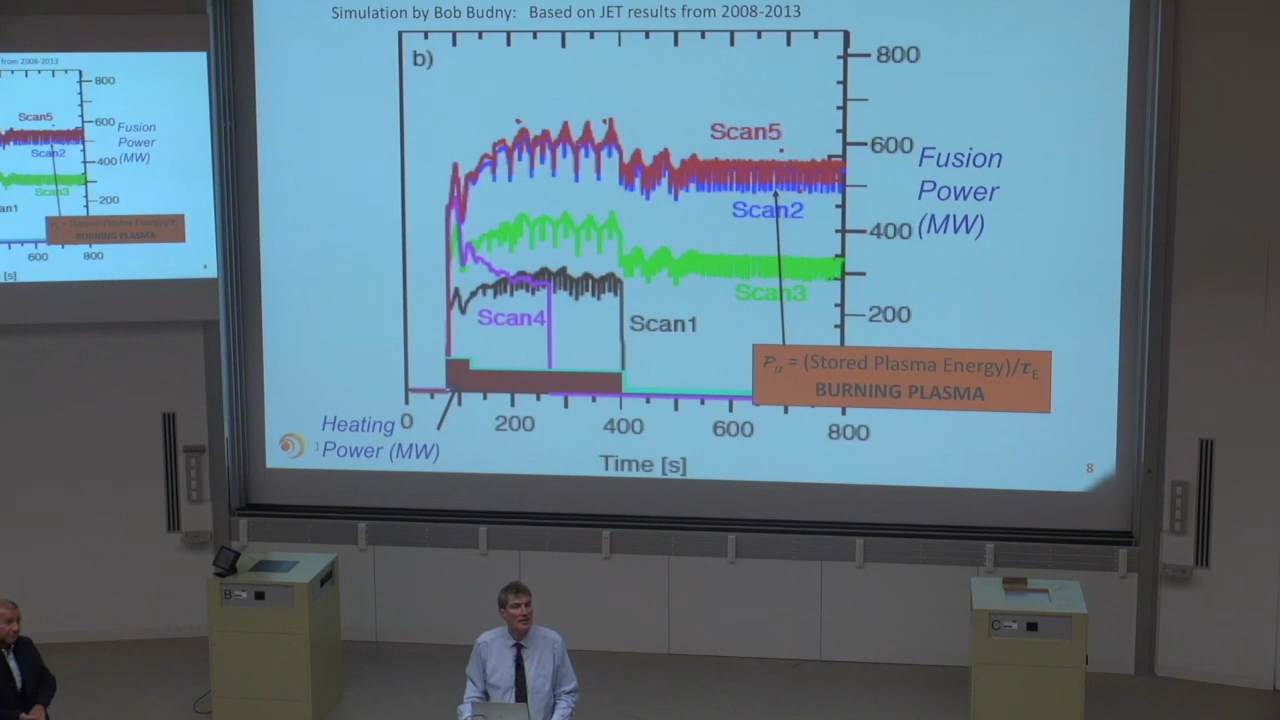 Simulation by Bob Budny: Based on JET results from 2008-2013
b)
800
600
400
200
Fusion
Power
(MW)
Scan5
Scan2
Scan3
Scan4
Scan1
Pα = (Stored Plasma Energy)/τE
BURNING PLASMA
Heating
Power (MW)
0
200
400
600
800
Time [s]
8
from 2008-2013
800
600
400
200
Fusion
Power
(MW)
Scan5
Scan2
Scan3
an1
BURNING PLASMA
600
800
[s]
B
C